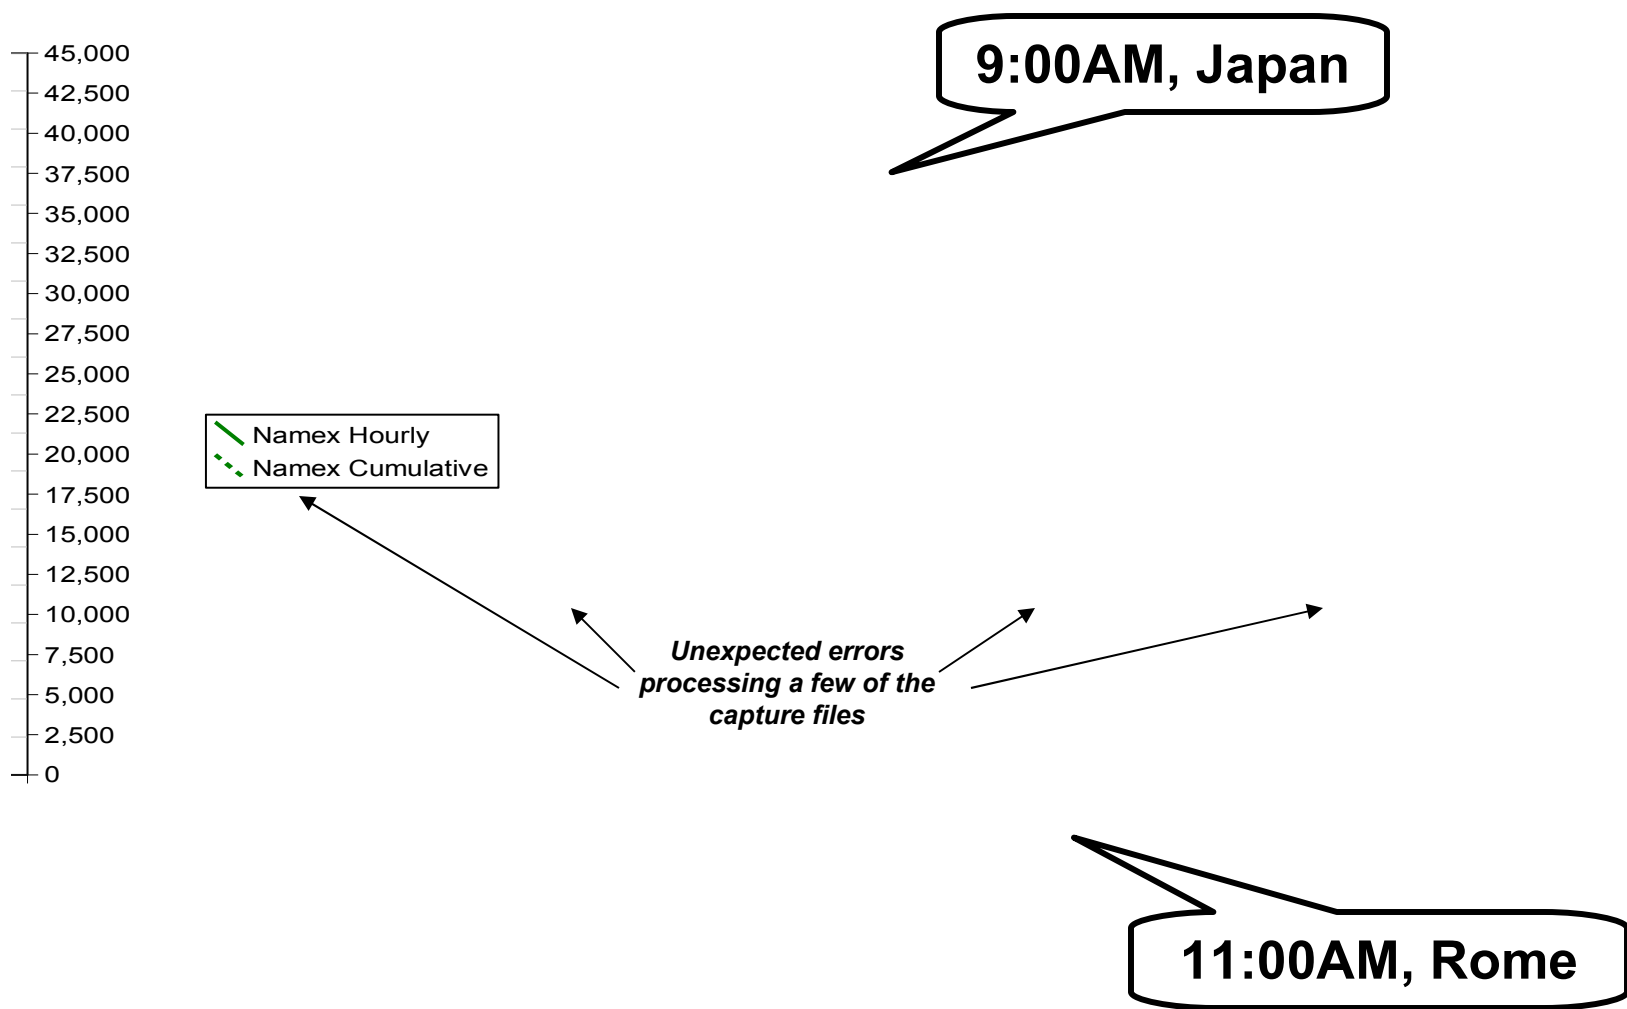 9:00AM, Japan
45,000
42,500
40,000
37,500
35,000
32,500
30,000
27,500
25,000
22,500
20,000
17,500
15,000
12,500
10,000
7,500
5,000
2,500
0
Namex Hourly
Namex Cumulative
Unexpected errors
processing a few of the
capture files
11:00AM, Rome